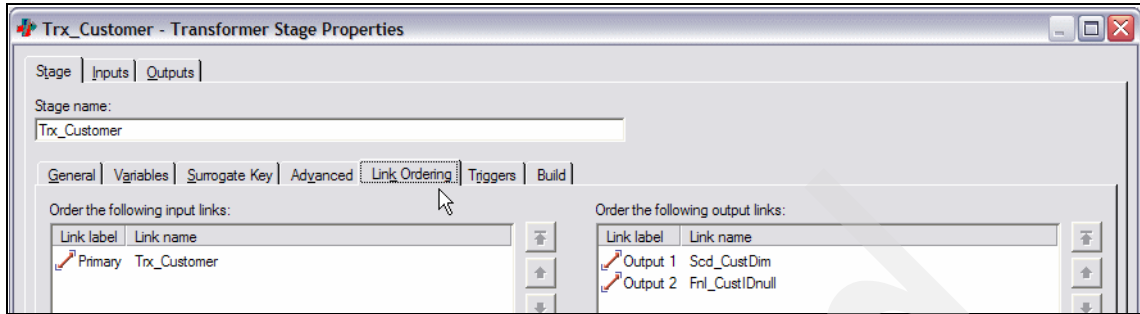 Trx_Customer - Transformer Stage Properties
Stage Inputs Outputs
Stage name:
Trx_Customer
General Variables Surrogate Key Advanced Link Ordering Triggers Build
Order the following input links: Order the following output links:
Link label Link name Link label Link name
Primary Trx_Customer Output 1 Scd_CustDim
Output 2 Fnl_CustIDnull